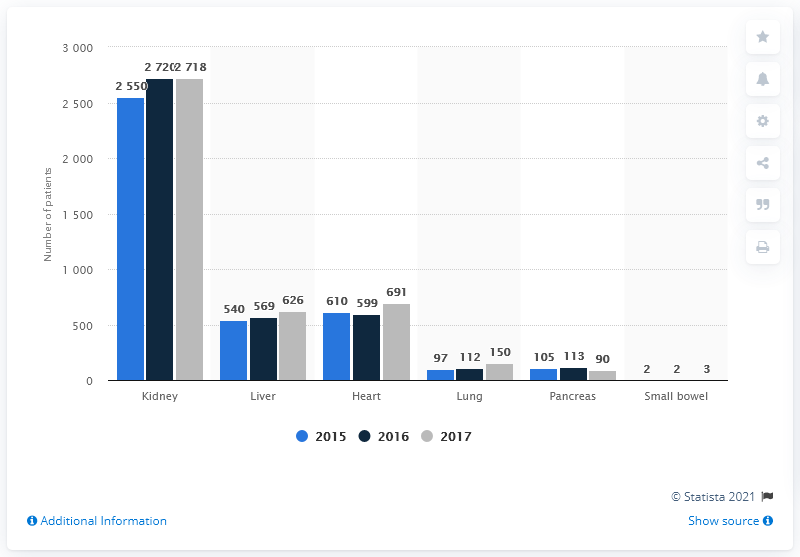 3 000
2 500
2 000
1 500
1 000
500
0
Number of patients
2 550 2 720 2 718
540 569 626
610 599 691
97 112 150
105 113 90
2 2 3
Kidney Liver Heart Lung Pancreas Small bowel
2015 2016 2017
© Statista 2021
Additional Information Show source